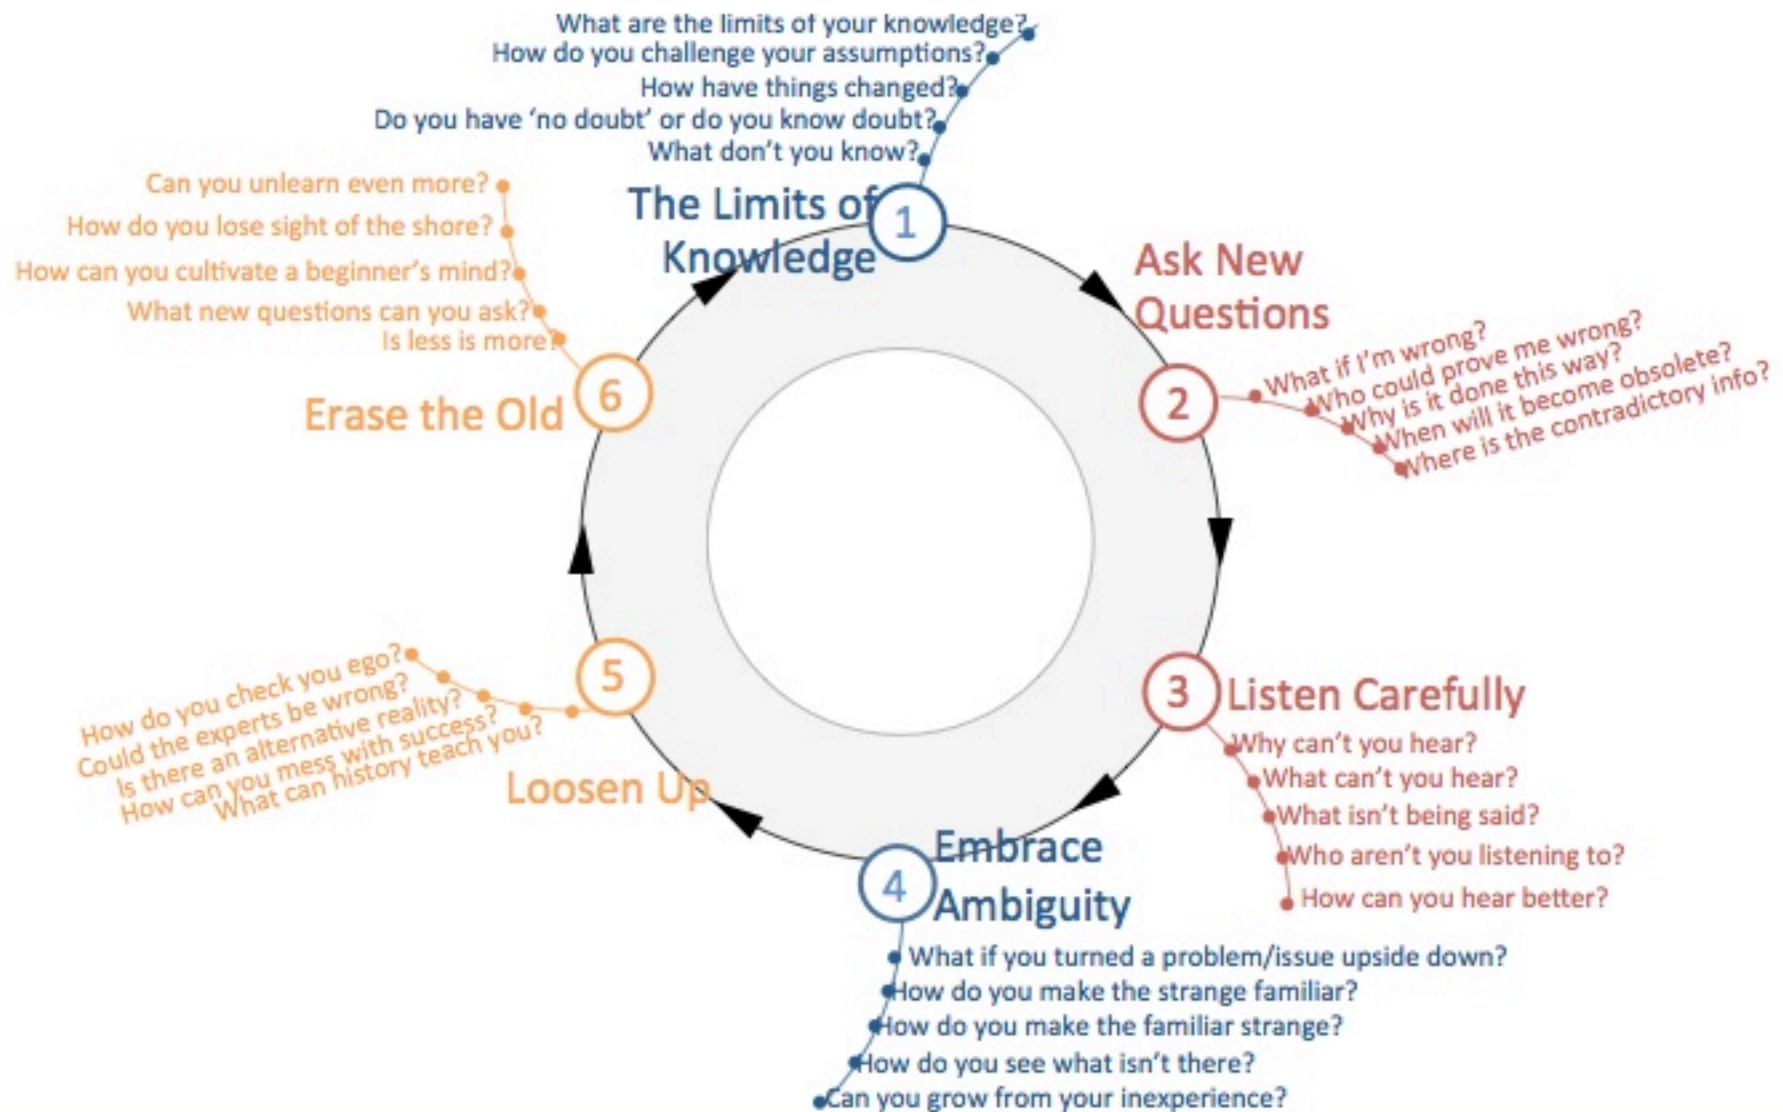 What are the limits of your knowledge?
How do you challenge your assumptions?
How have things changed?
Do you have ‘no doubt’ or do you know doubt?
What don’t you know?
The Limits of
Knowledge
1
Ask New
Questions
2
What if I’m wrong?
Who could prove me wrong?
Why is it done this way?
When will it become obsolete?
Where is the contradictory info?
3
Listen Carefully
Why can’t you hear?
What can’t you hear?
What isn’t being said?
Who aren’t you listening to?
How can you hear better?
4
Embrace
Ambiguity
What if you turned a problem/issue upside down?
How do you make the strange familiar?
How do you make the familiar strange?
How do you see what isn’t there?
Can you grow from your inexperience?
5
Loosen Up
How do you check you ego?
Could the experts be wrong?
Is there an alternative reality?
How can you mess with success?
What can history teach you?
6
Erase the Old
Can you unlearn even more?
How do you lose sight of the shore?
How can you cultivate a beginner’s mind?
What new questions can you ask?
Is less is more?